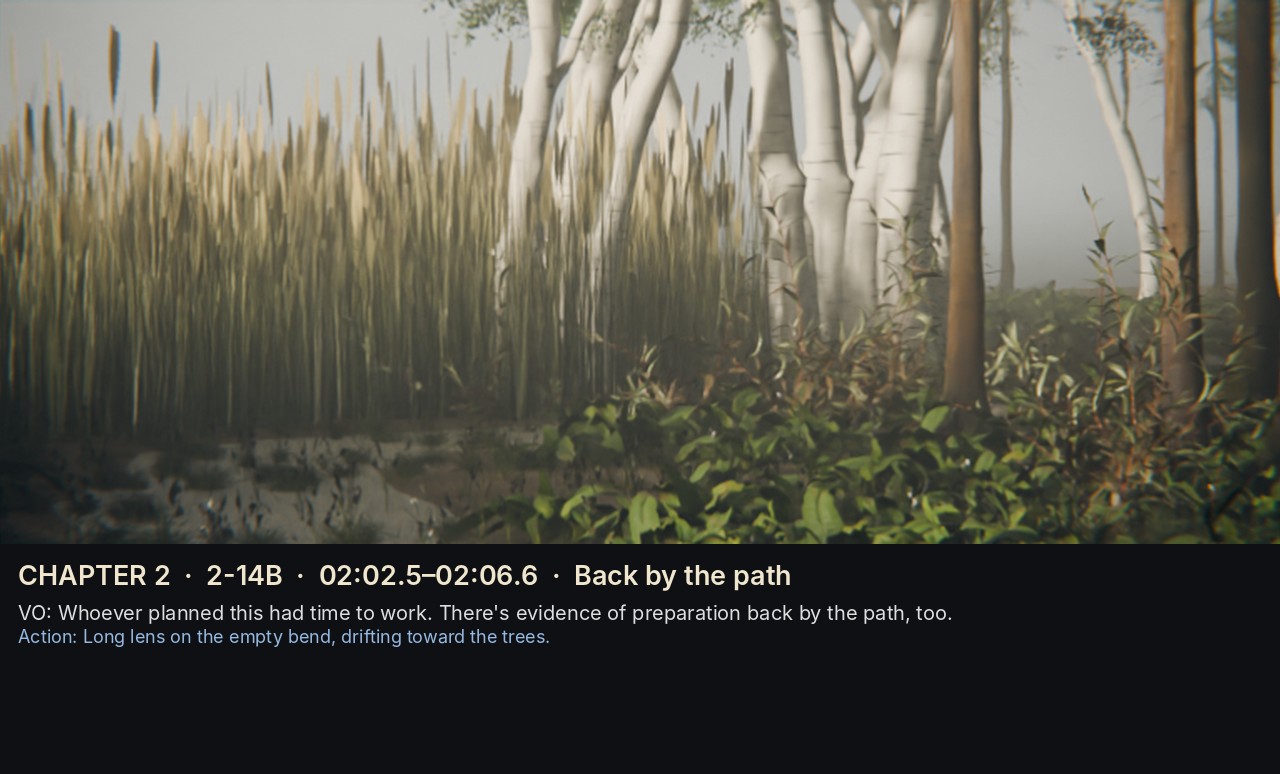 CHAPTER 2 · 2-14B · 02:02.5–02:06.6 · Back by the path
VO: Whoever planned this had time to work. There's evidence of preparation back by the path, too.
Action: Long lens on the empty bend, drifting toward the trees.